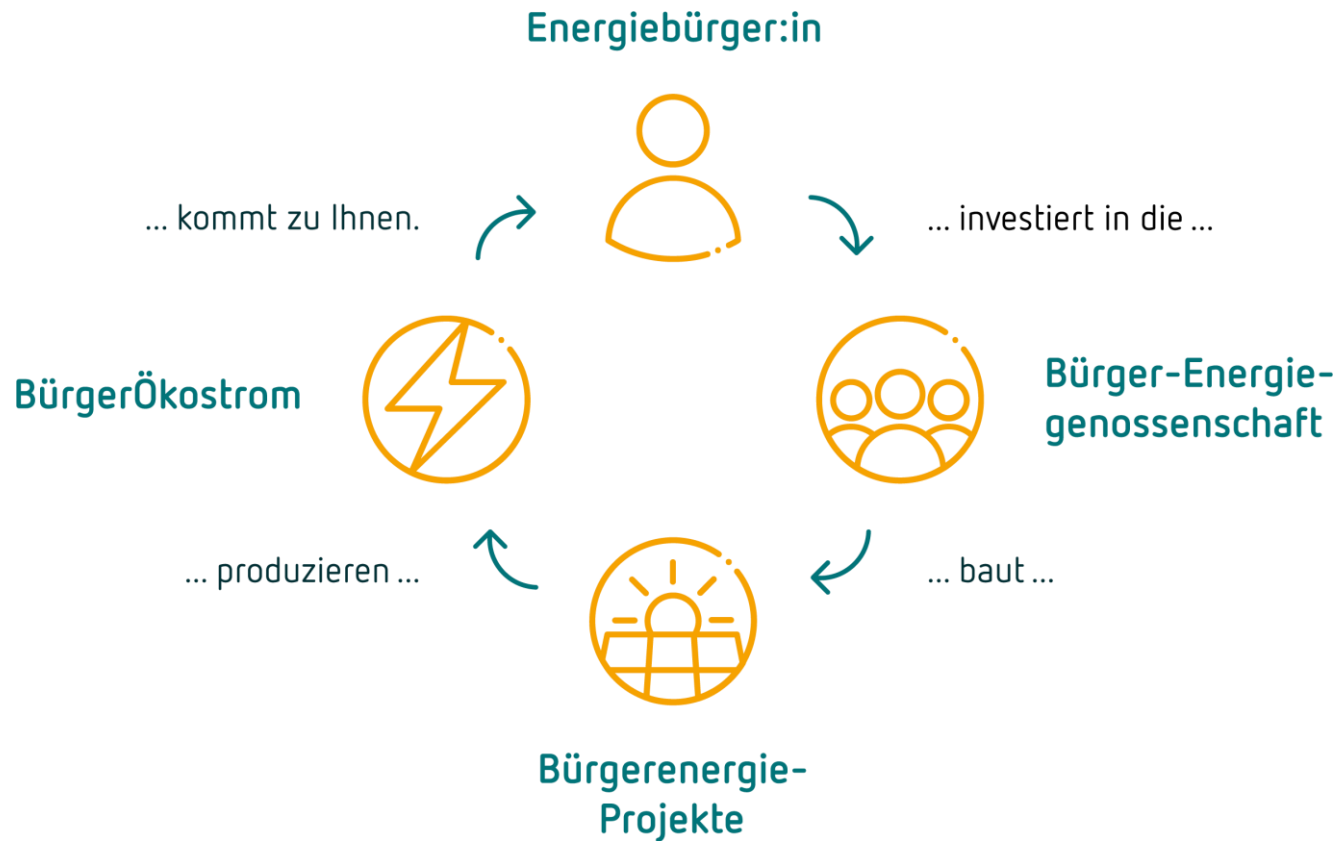 Energiebürger:in
... investiert in die ...
Bürger-Energie-
genossenschaft
... baut ...
Bürgerenergie-
Projekte
... produzieren ...
BürgerÖkostrom
... kommt zu Ihnen.